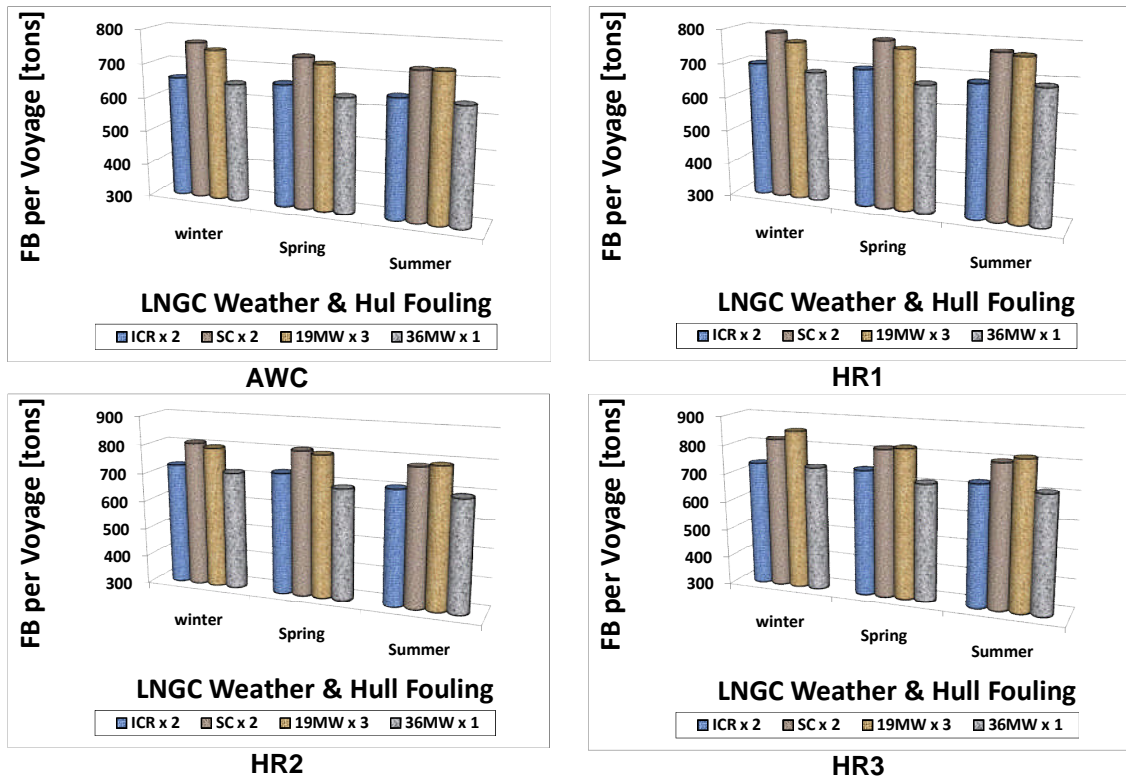 FB per Voyage [tons]
800
700
600
500
400
300
winter
Spring
Summer
LNGC Weather & Hul Fouling
ICR x 2 SC x 2 19MW x 3 36MW x 1
AWC
FB per Voyage [tons]
800
700
600
500
400
300
winter
Spring
Summer
LNGC Weather & Hull Fouling
ICR x 2 SC x 2 19MW x 3 36MW x 1
HR1
FB per Voyage [tons]
900
800
700
600
500
400
300
winter
Spring
Summer
LNGC Weather & Hull Fouling
ICR x 2 SC x 2 19MW x 3 36MW x 1
HR2
FB per Voyage [tons]
900
800
700
600
500
400
300
winter
Spring
Summer
LNGC Weather & Hull Fouling
ICR x 2 SC x 2 19MW x 3 36MW x 1
HR3